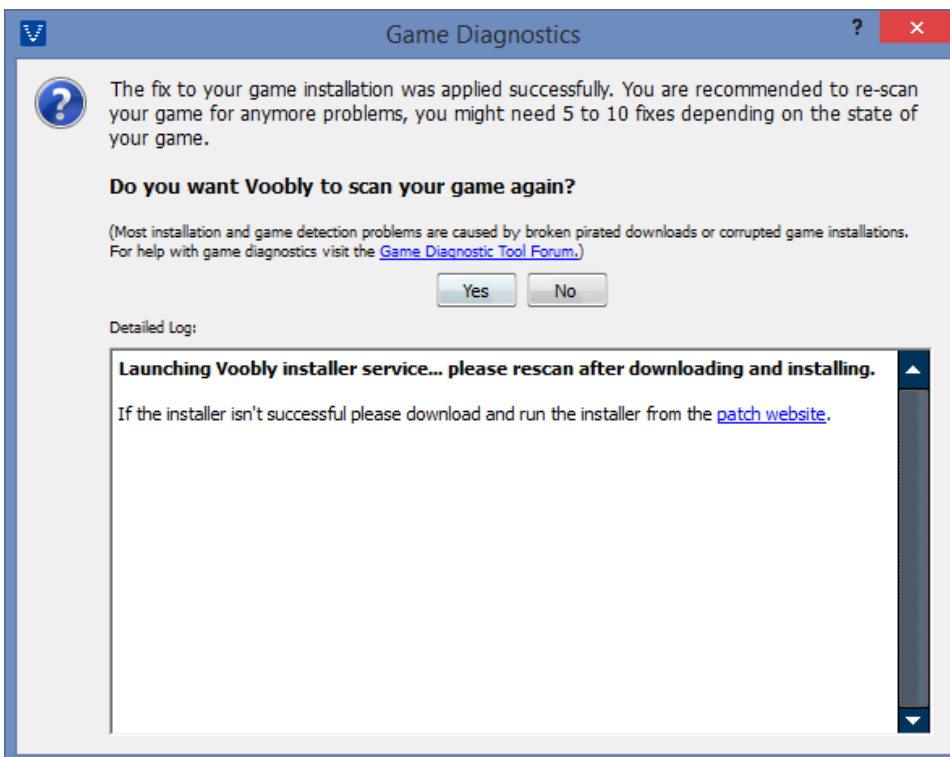 Game Diagnostics
?
The fix to your game installation was applied successfully. You are recommended to re-scan
your game for anymore problems, you might need 5 to 10 fixes depending on the state of
your game.
Do you want Voobly to scan your game again?
(Most installation and game detection problems are caused by broken pirated downloads or corrupted game installations.
For help with game diagnostics visit the Game Diagnostic Tool Forum.)
Yes No
Detailed Log:
Launching Voobly installer service... please rescan after downloading and installing.
If the installer isn't successful please download and run the installer from the patch website.